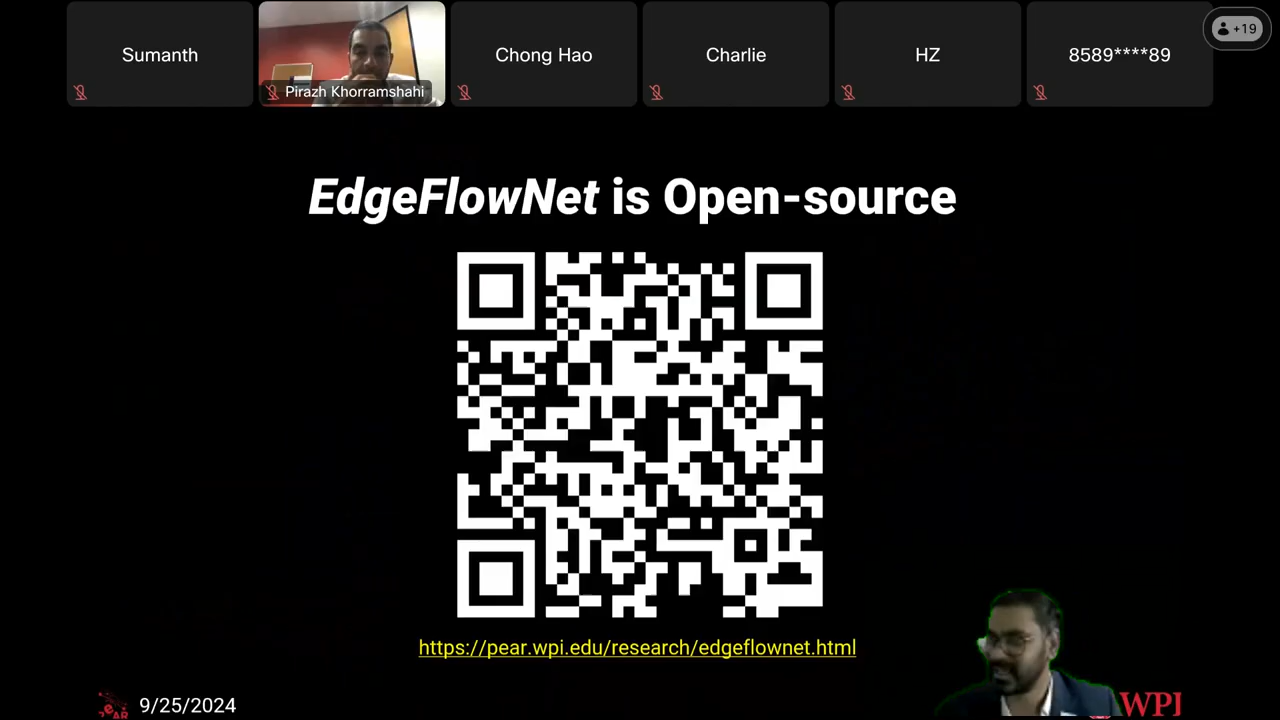 Sumanth
Pirazh Khorramshahi
Chong Hao
Charlie
HZ
8589****89
+19
EdgeFlowNet is Open-source
https://pear.wpi.edu/research/edgeflownet.html
9/25/2024
WPI